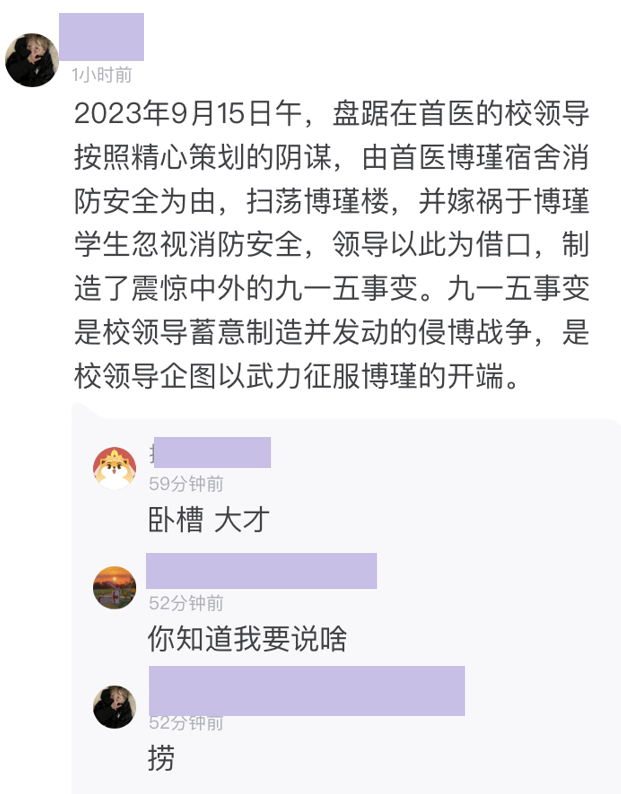 1小时前
2023年9月15日午，盘踞在首医的校领导
按照精心策划的阴谋，由首医博瑾宿舍消
防安全为由，扫荡博瑾楼，并嫁祸于博瑾
学生忽视消防安全，领导以此为借口，制
造了震惊中外的九一五事变。九一五事变
是校领导蓄意制造并发动的侵博战争，是
校领导企图以武力征服博瑾的开端。
59分钟前
卧槽 大才
52分钟前
你知道我要说啥
52分钟前
捞